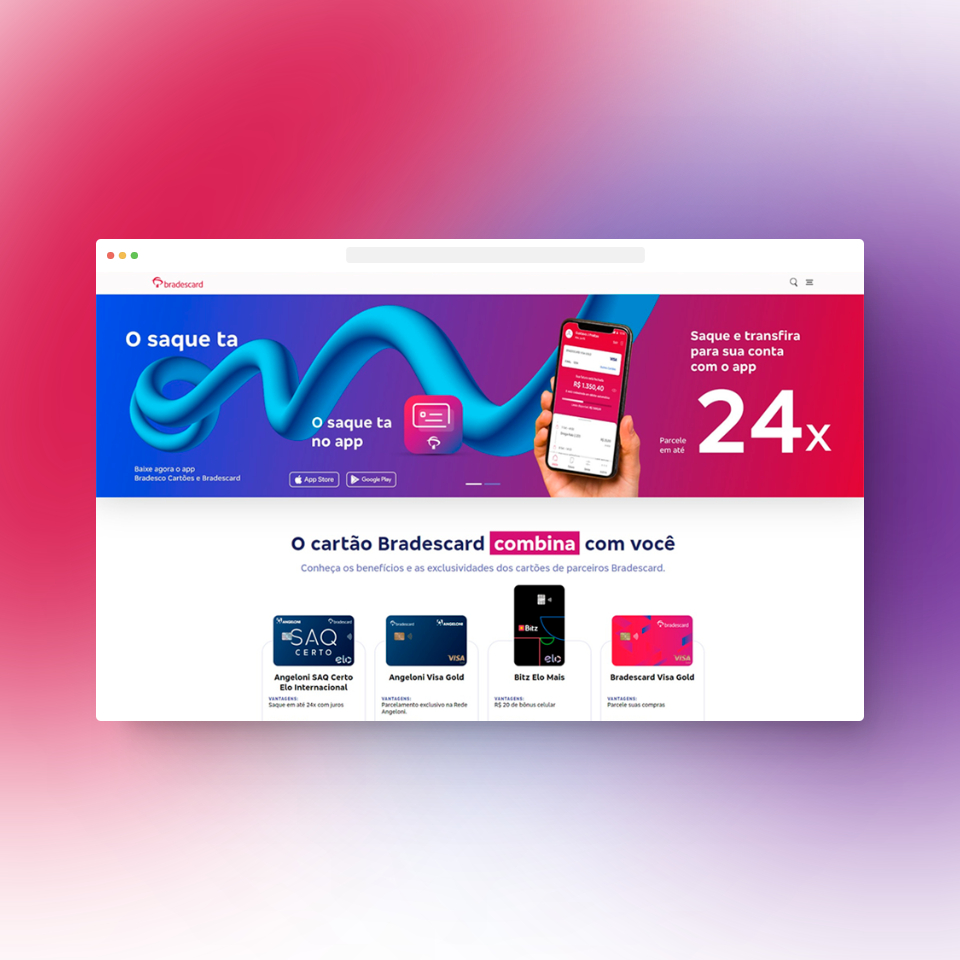 bradescard
O saque ta
O saque ta
no app
Baixe agora o app
Bradesco Cartões e Bradescard
App Store
Google Play
R$ 1.350,40
Saque e transfira
para sua conta
com o app
Parcele
em até
24x
O cartão Bradescard combina com você
Conheça os benefícios e as exclusividades dos cartões de parceiros Bradescard.
ANGELONI
bradescard
SAQ
CERTO
elo
Angeloni SAQ Certo
Elo Internacional
VANTAGENS:
Saque em até 24x com juros
bradescard
ANGELONI
VISA
Angeloni Visa Gold
VANTAGENS:
Parcelamento exclusivo na Rede
Angeloni.
Bitz
elo
Bitz Elo Mais
VANTAGENS:
R$ 20 de bônus celular
bradescard
VISA
Bradescard Visa Gold
VANTAGENS:
Parcele suas compras